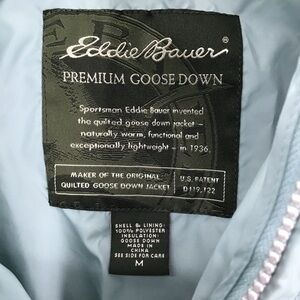 Eddie Bauer®
PREMIUM GOOSE DOWN
Sportsman Eddie Bauer invented
the quilted goose down jacket –
naturally warm, functional and
exceptionally lightweight – in 1936.
MAKER OF THE ORIGINAL
QUILTED GOOSE DOWN JACKET
U.S. PATENT
D119,122
SHELL & LINING:
100% POLYESTER
INSULATION:
GOOSE DOWN
MADE IN
CHINA
SEE SIDE FOR CARE
M